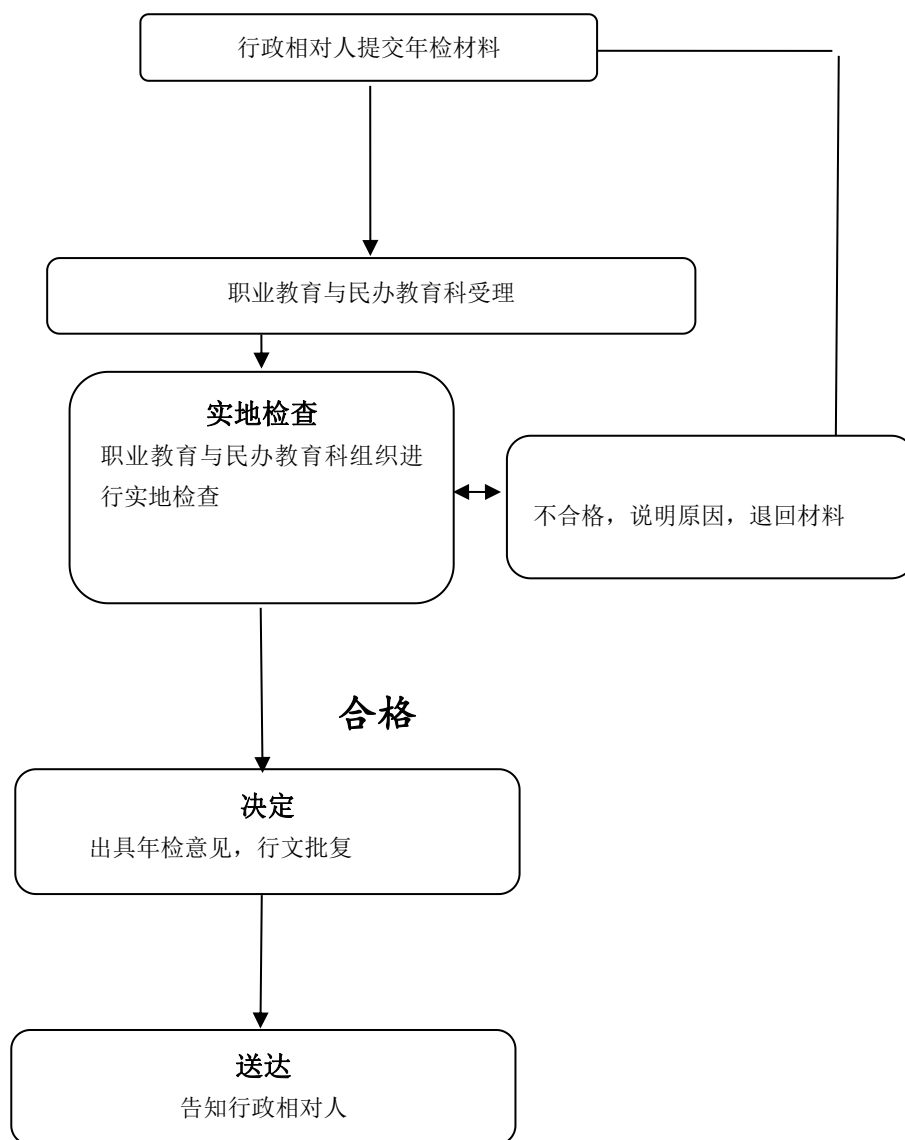 行政相对人提交年检材料
职业教育与民办教育科受理
实地检查
职业教育与民办教育科组织进
行实地检查
不合格，说明原因，退回材料
合格
决定
出具年检意见，行文批复
送达
告知行政相对人